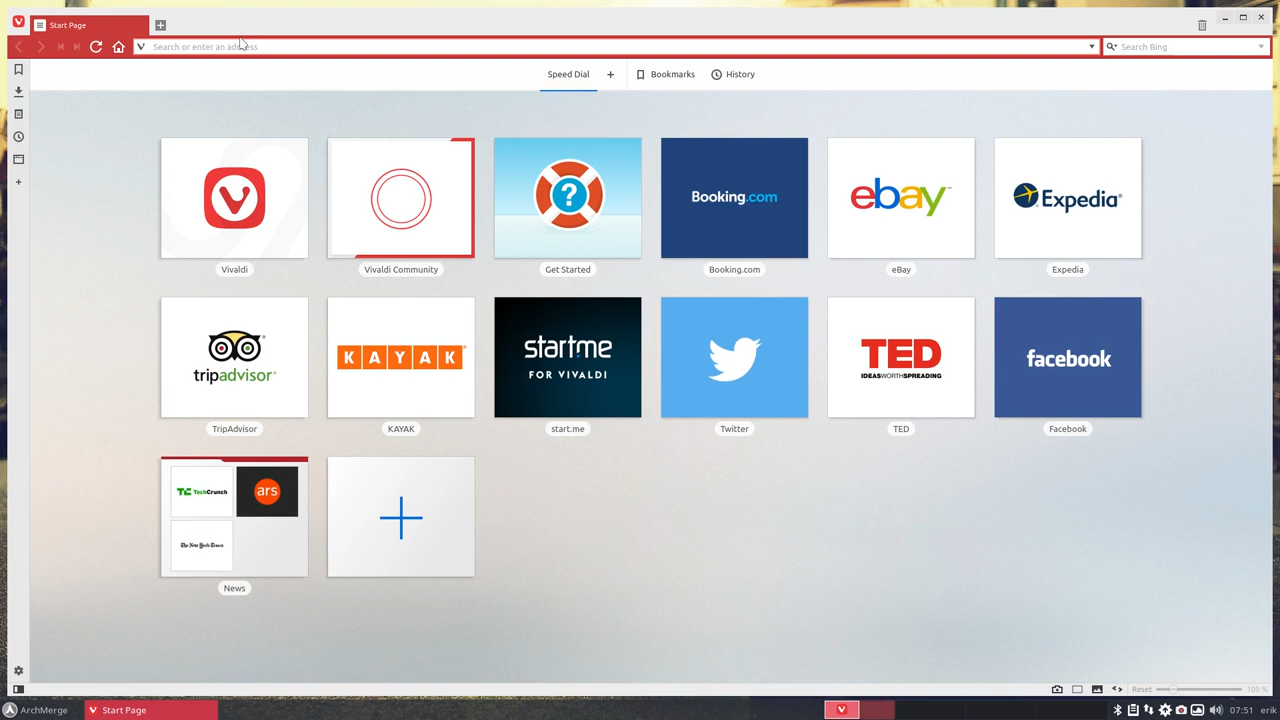 Start Page
Search or enter an address
Search Bing
Speed Dial
Bookmarks
History
Booking.com
ebay™
Expedia®
Vivaldi
Vivaldi Community
Get Started
Booking.com
eBay
Expedia
tripadvisor®
KAYAK®
startme
FOR VIVALDI
TED
IDEAS WORTH SPREADING
facebook
TripAdvisor
KAYAK
start.me
Twitter
TED
Facebook
TechCrunch
ars
The New York Times
News
Reset
100 %
ArchMerge
Start Page
07:51
erik